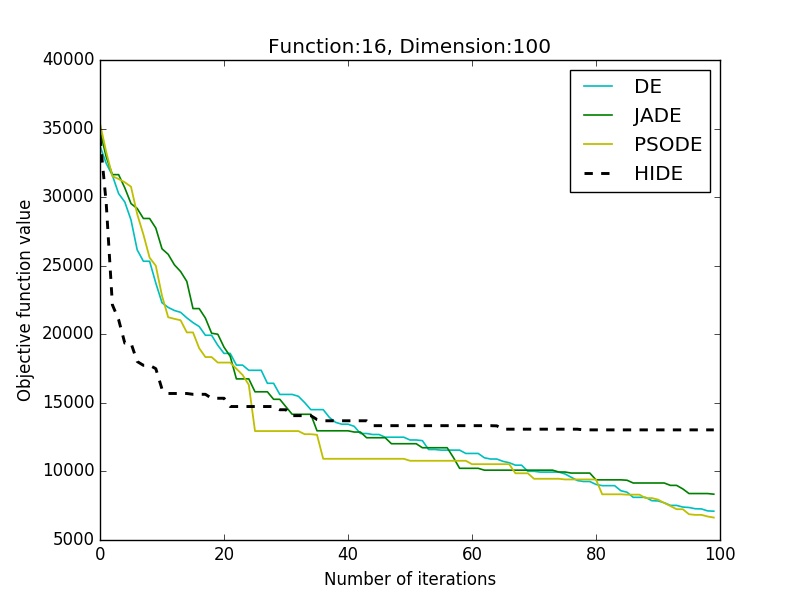 Function:16, Dimension:100
40000
35000
30000
25000
20000
15000
10000
5000
Objective function value
DE
JADE
PSODE
HIDE
0
20
40
60
80
100
Number of iterations